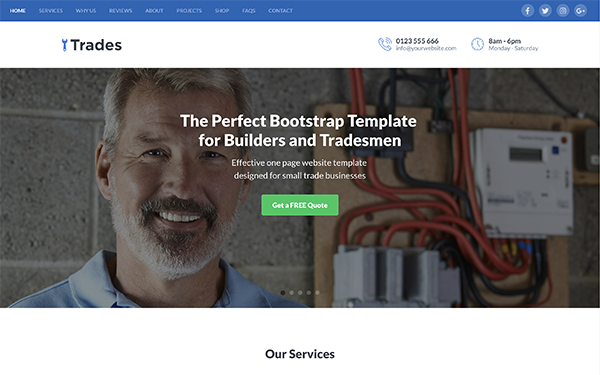 HOME SERVICES WHY US REVIEWS ABOUT PROJECTS SHOP FAQS CONTACT
Trades
0123 555 666
info@yourwebsite.com
8am - 6pm
Monday - Saturday
The Perfect Bootstrap Template
for Builders and Tradesmen
Effective one page website template
designed for small trade businesses
Get a FREE Quote
Our Services